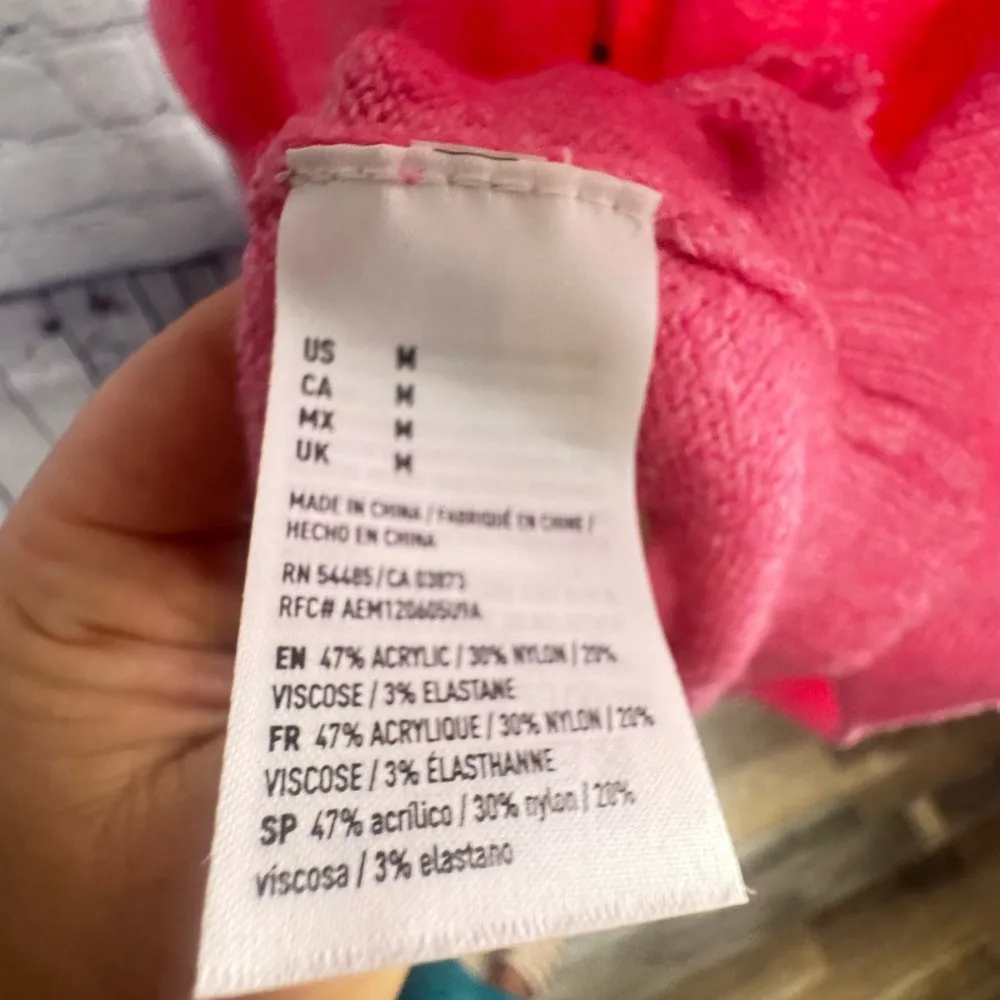 US M
CA M
MX M
UK M
MADE IN CHINA / FABRIQUÉ EN CHINE /
HECHO EN CHINA
RN 54485/CA 03873
RFC# AEM120605U9A
EN 47% ACRYLIC / 30% NYLON / 20%
VISCOSE / 3% ELASTANE
FR 47% ACRYLIQUE / 30% NYLON / 20%
VISCOSE / 3% ÉLASTHANNE
SP 47% acrílico / 30% nylon / 20%
viscosa / 3% elastano